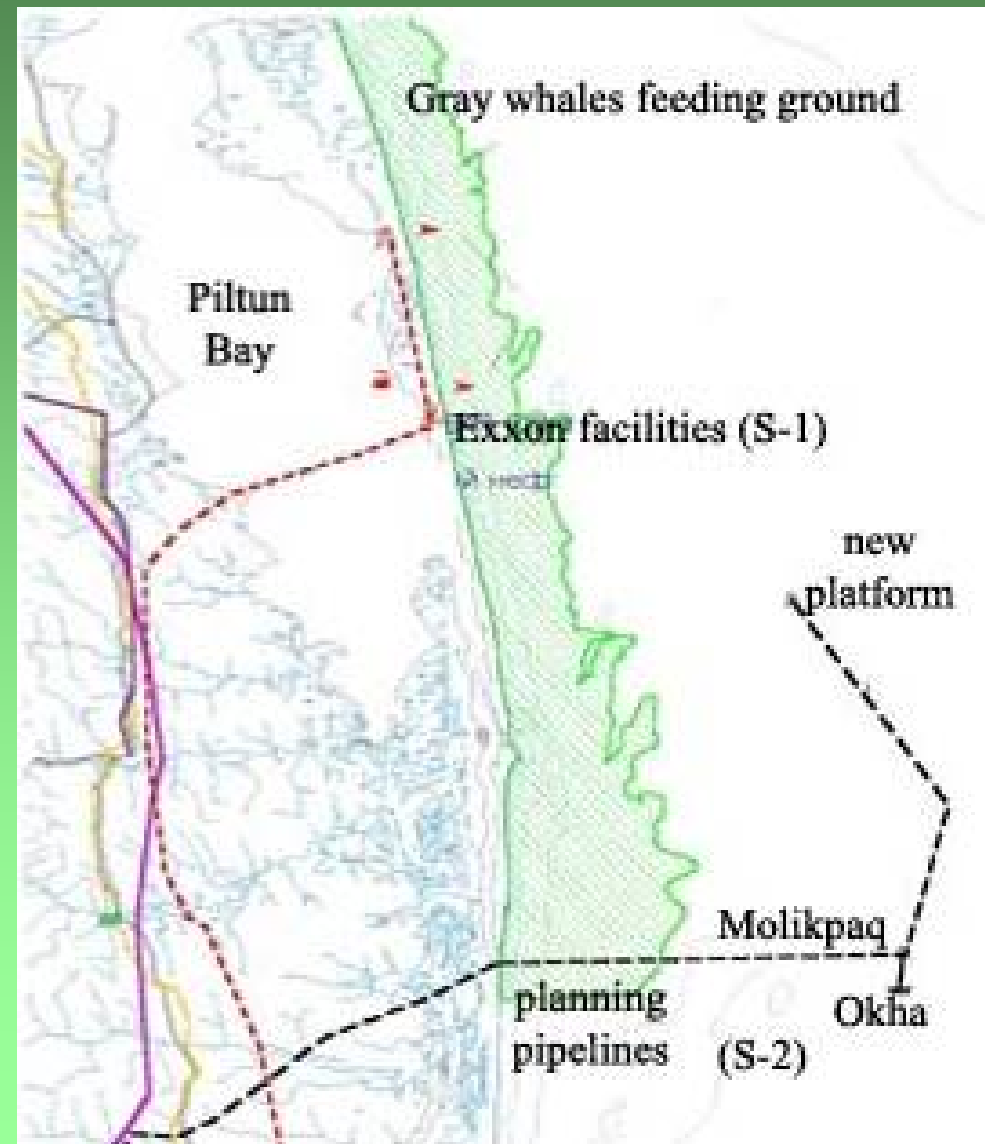 Gray whales feeding ground
Piltun
Bay
Exxon facilities (S-1)
new
platform
Molikpaq
planning
pipelines
(S-2)
Okha